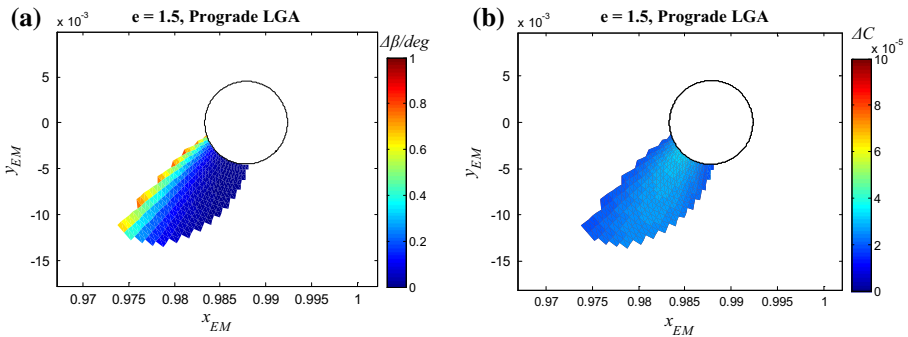 (a)
e = 1.5, Prograde LGA
× 10⁻³
Δβ/deg
5
0
-5
-10
-15
y_EM
0.97 0.975 0.98 0.985 0.99 0.995 1
x_EM
1
0.8
0.6
0.4
0.2
0
(b)
e = 1.5, Prograde LGA
× 10⁻³
ΔC
× 10⁻⁵
5
0
-5
-10
-15
y_EM
0.97 0.975 0.98 0.985 0.99 0.995 1
x_EM
10
8
6
4
2
0